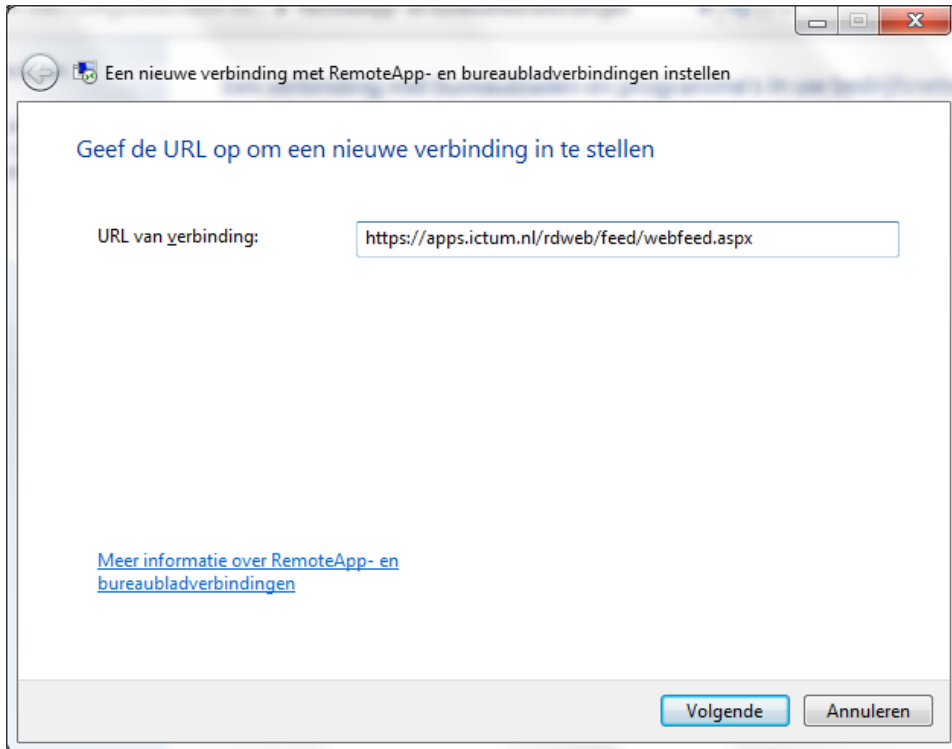 Een nieuwe verbinding met RemoteApp- en bureaubladverbindingen instellen
Geef de URL op om een nieuwe verbinding in te stellen
URL van verbinding:
https://apps.ictum.nl/rdweb/feed/webfeed.aspx
Meer informatie over RemoteApp- en
bureaubladverbindingen
Volgende
Annuleren